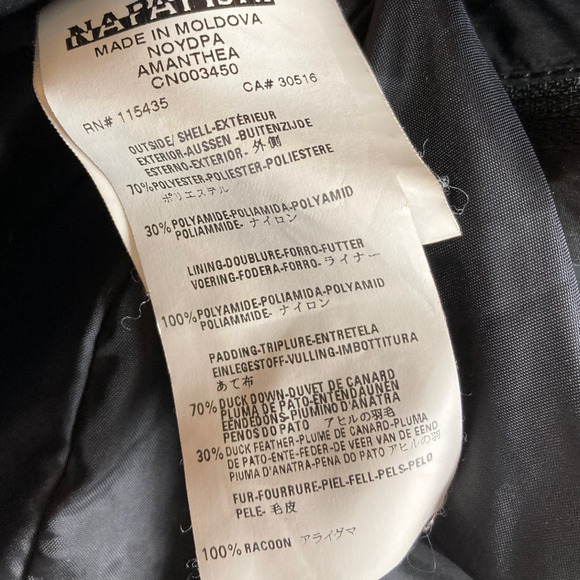 NAPAPIJRI
MADE IN MOLDOVA
NOYDPA
AMANTHEA
CN003450
RN# 115435 CA# 30516
OUTSIDE/SHELL-EXTÉRIEUR
EXTERIOR-AUSSEN-BUITENZIJDE
ESTERNO-EXTERIOR-外側
70%POLYESTER-POLIESTER-POLIESTERE
ポリエステル
30%POLYAMIDE-POLIAMIDA-POLYAMID
POLIAMMIDE-ナイロン
LINING-DOUBLURE-FORRO-FUTTER
VOERING-FODERA-FORRO-ライナー
100%POLYAMIDE-POLIAMIDA-POLYAMID
POLIAMMIDE-ナイロン
PADDING-TRIPLURE-ENTRETELA
EINLEGESTOFF-VULLING-IMBOTTITURA
あて布
70%DUCK DOWN-DUVET DE CANARD
PLUMA DE PATO-ENTENDAUNEN
EENDEDONS-PIUMINO D'ANATRA
PENOS DO PATO アヒルの羽毛
30%DUCK FEATHER-PLUME DE CANARD-PLUMA
DE PATO-ENTE-FEDER-DE VEER VAN DE EEND
PIUMA D'ANATRA-PENA DO PATO アヒルの羽
FUR-FOURRURE-PIEL-FELL-PELS-PELO
PELE-毛皮
100% RACOON アライグマ